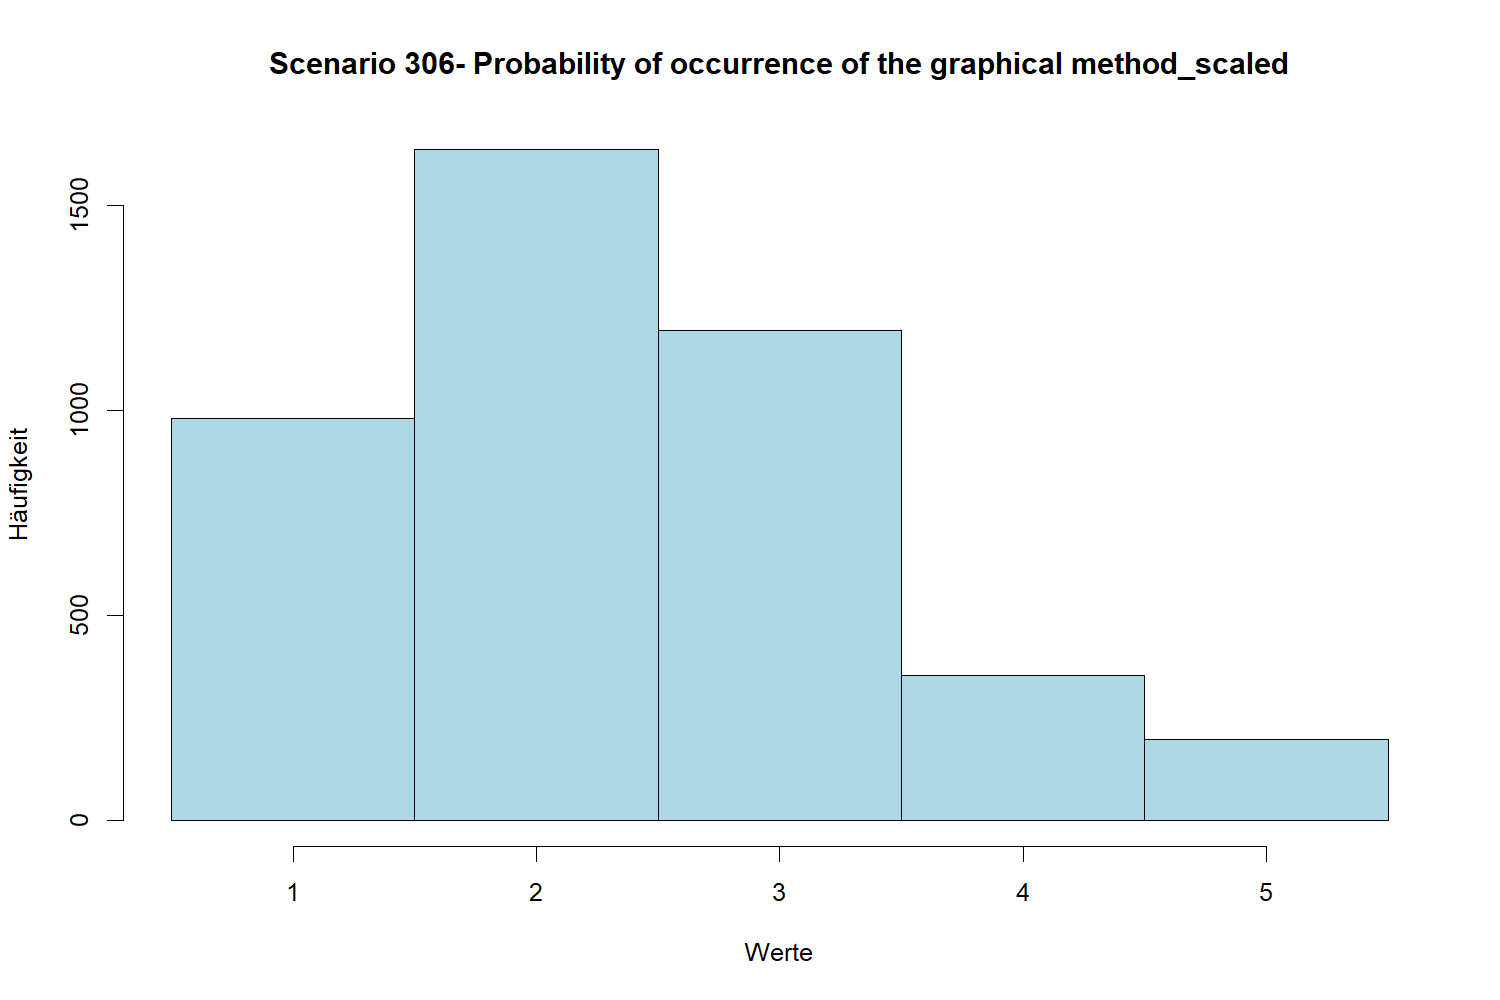 Scenario 306- Probability of occurrence of the graphical method_scaled
Häufigkeit
1500
1000
500
0
1 2 3 4 5
Werte